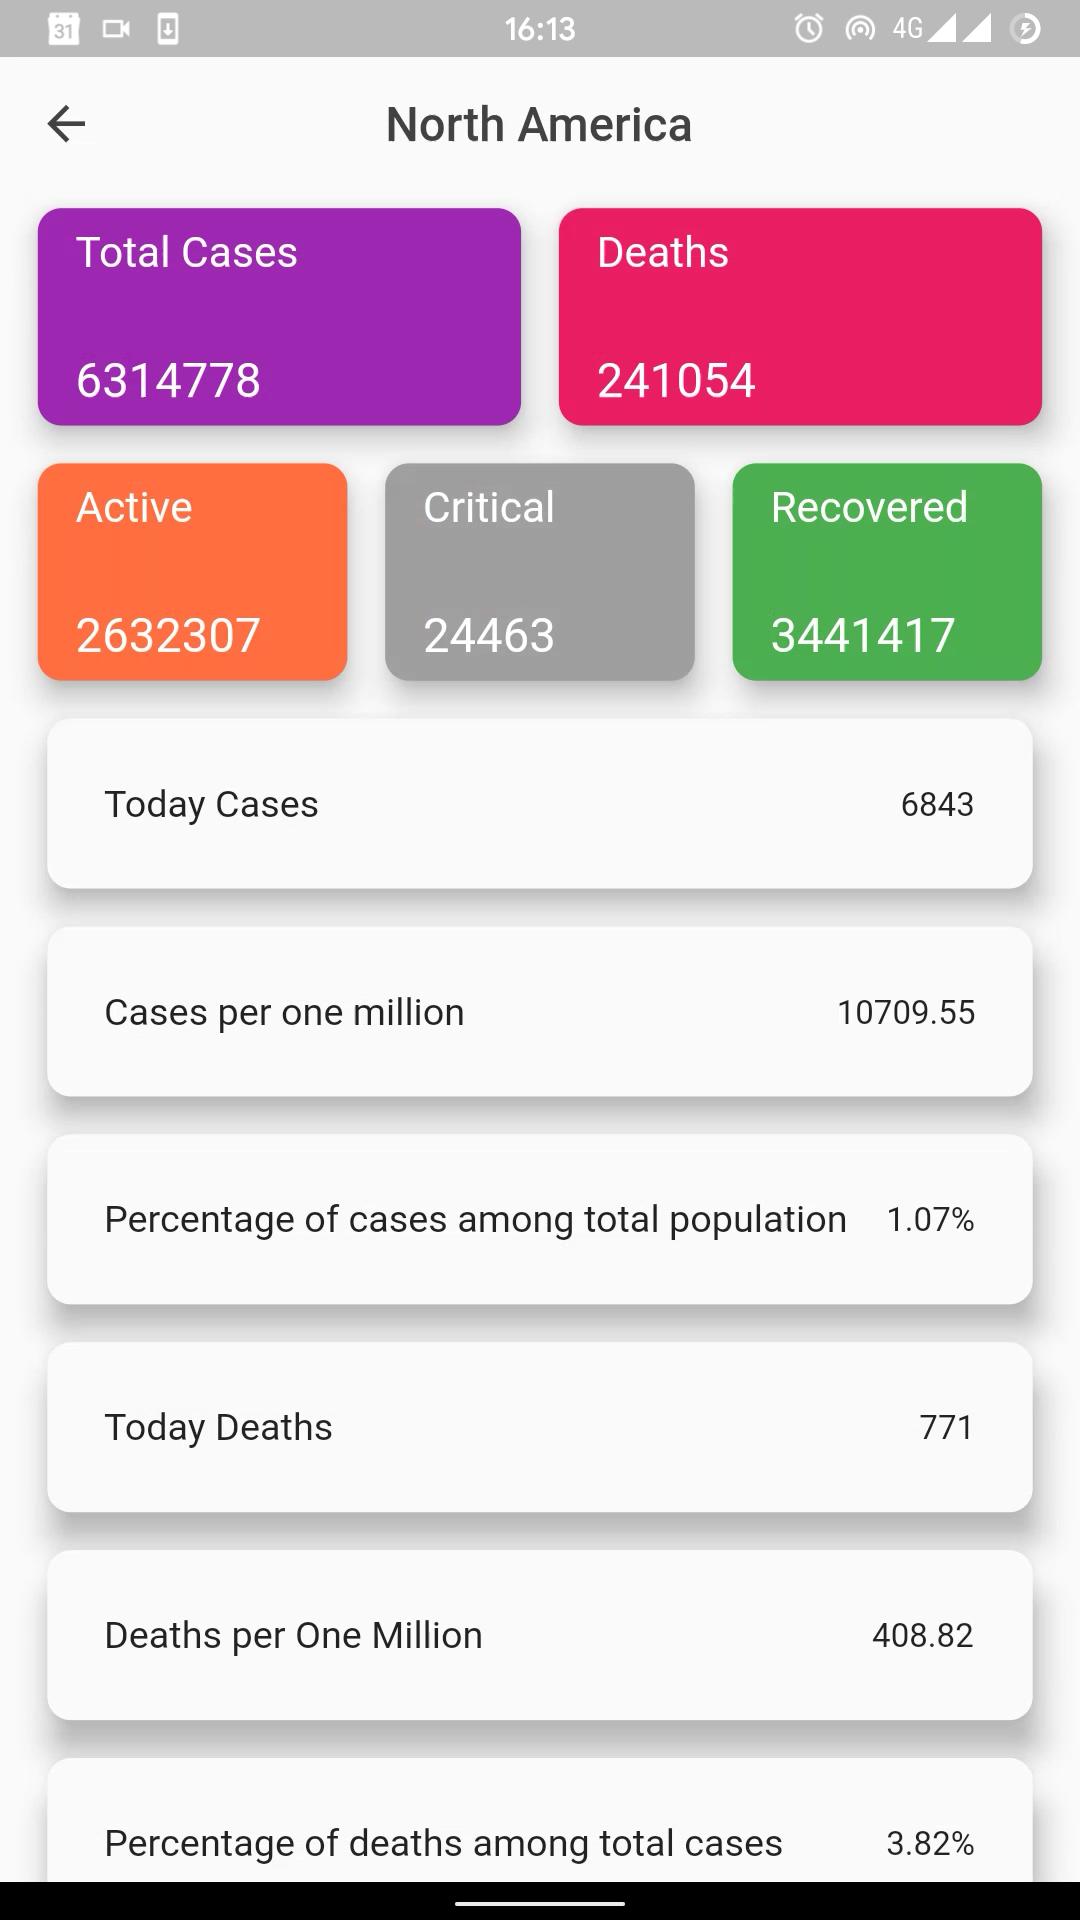 31
16:13
4G
North America
Total Cases
Deaths
6314778
241054
Active
Critical
Recovered
2632307
24463
3441417
Today Cases
6843
Cases per one million
10709.55
Percentage of cases among total population
1.07%
Today Deaths
771
Deaths per One Million
408.82
Percentage of deaths among total cases
3.82%